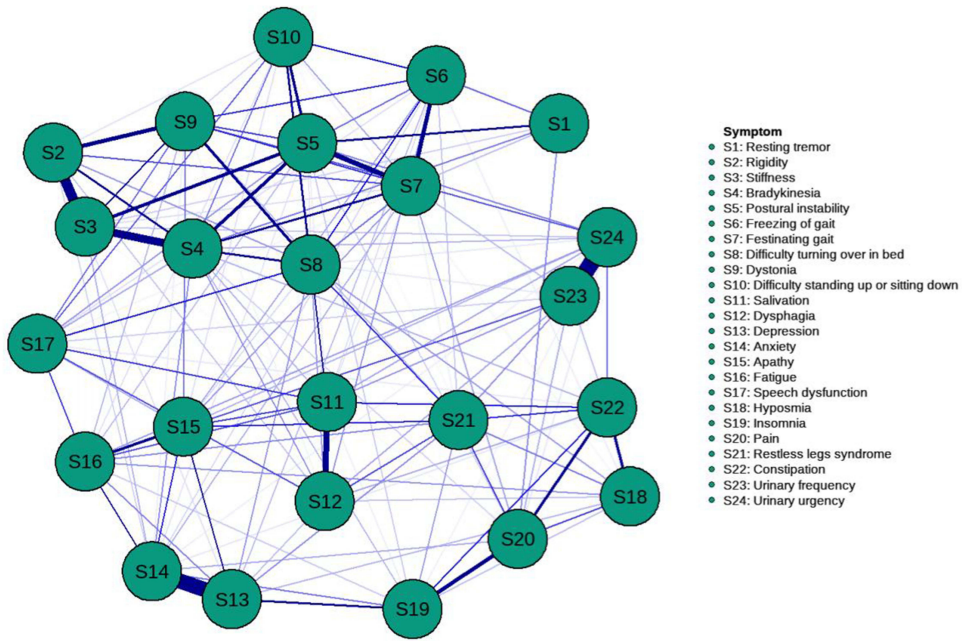 S10
S6
S1
S9
S5
S2
S7
S3
S4
S8
S24
S23
S17
S11
S22
S15
S21
S16
S12
S18
S20
S14
S13
S19
Symptom
S1: Resting tremor
S2: Rigidity
S3: Stiffness
S4: Bradykinesia
S5: Postural instability
S6: Freezing of gait
S7: Festinating gait
S8: Difficulty turning over in bed
S9: Dystonia
S10: Difficulty standing up or sitting down
S11: Salivation
S12: Dysphagia
S13: Depression
S14: Anxiety
S15: Apathy
S16: Fatigue
S17: Speech dysfunction
S18: Hyposmia
S19: Insomnia
S20: Pain
S21: Restless legs syndrome
S22: Constipation
S23: Urinary frequency
S24: Urinary urgency